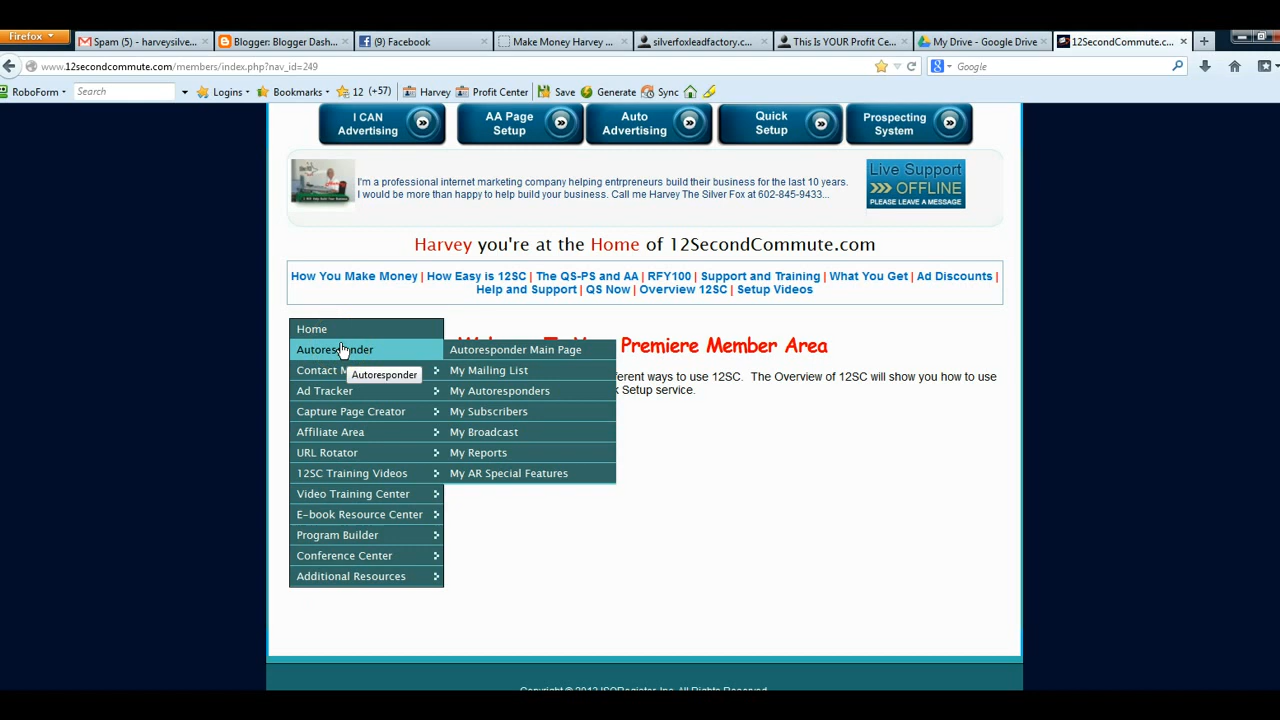 Firefox
Spam (5) - harveysilve...
Blogger: Blogger Dash...
(9) Facebook
Make Money Harvey ...
silverfoxleadfactory.c...
This Is YOUR Profit Ce...
My Drive - Google Drive
12SecondCommute.c...
www.12secondcommute.com/members/index.php?nav_id=249
Google
RoboForm
Search
Logins
Bookmarks
12 (+57)
Harvey
Profit Center
Save
Generate
Sync
I CAN
Advertising
AA Page
Setup
Auto
Advertising
Quick
Setup
Prospecting
System
I'm a professional internet marketing company helping entrpreneurs build their business for the last 10 years.
I would be more than happy to help build your business. Call me Harvey The Silver Fox at 602-845-9433...
Live Support
>>> OFFLINE
PLEASE LEAVE A MESSAGE
Harvey you're at the Home of 12SecondCommute.com
How You Make Money | How Easy is 12SC | The QS-PS and AA | RFY100 | Support and Training | What You Get | Ad Discounts |
Help and Support | QS Now | Overview 12SC | Setup Videos
Home
Autoresponder
Contact M
Ad Tracker
Capture Page Creator
Affiliate Area
URL Rotator
12SC Training Videos
Video Training Center
E-book Resource Center
Program Builder
Conference Center
Additional Resources
Autoresponder
Autoresponder Main Page
My Mailing List
My Autoresponders
My Subscribers
My Broadcast
My Reports
My AR Special Features
Premiere Member Area
ferent ways to use 12SC. The Overview of 12SC will show you how to use
k Setup service.
Copyright © 2013 ISORegister, Inc. All Rights Reserved.